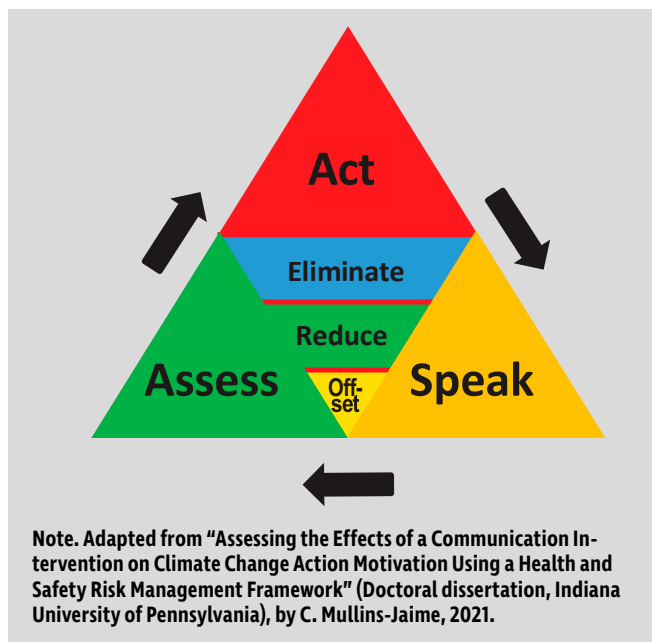 Act
Eliminate
Reduce
Assess
Off-
set
Speak
Note. Adapted from “Assessing the Effects of a Communication In-
tervention on Climate Change Action Motivation Using a Health and
Safety Risk Management Framework” (Doctoral dissertation, Indiana
University of Pennsylvania), by C. Mullins-Jaime, 2021.